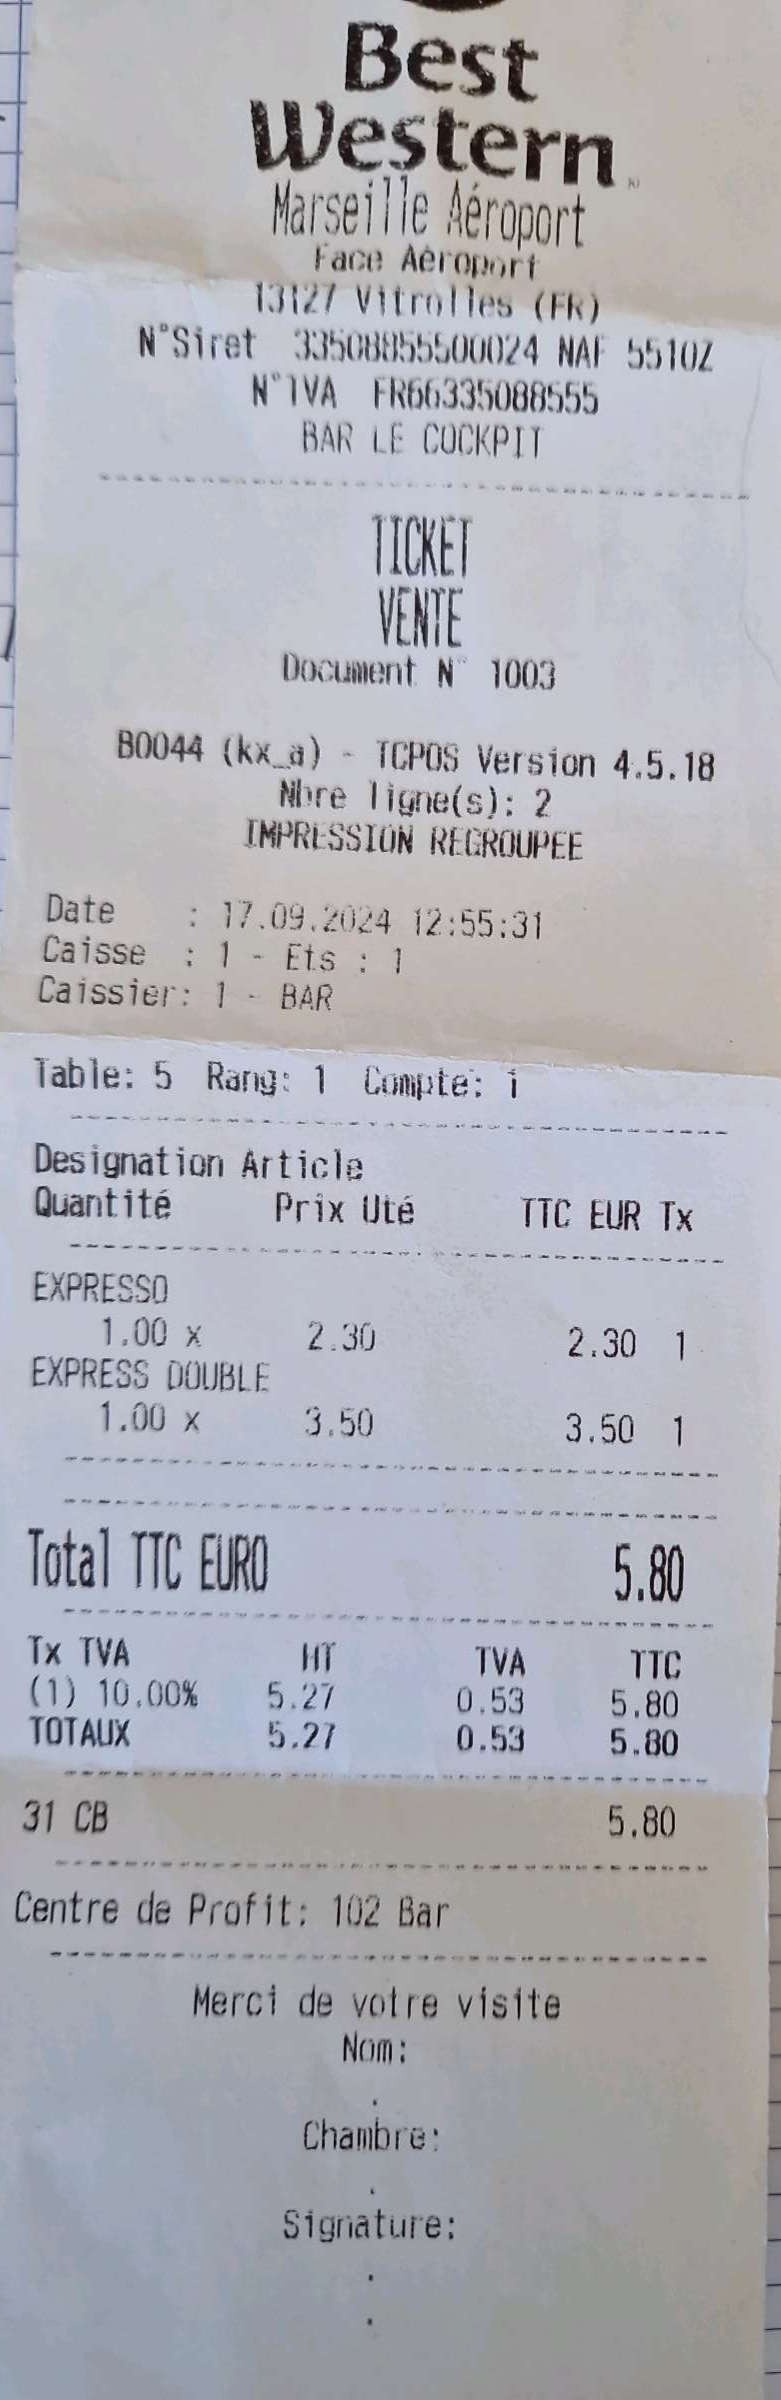 Best
Western
Marseille Aéroport
Face Aéroport
13127 Vitrolles (FR)
N°Siret 33508855500024 NAF 5510Z
N°TVA FR66335088555
BAR LE COCKPIT
TICKET
VENTE
Document N° 1003
B0044 (kx_a) - TCPOS Version 4.5.18
Nbre ligne(s): 2
IMPRESSION REGROUPEE
Date : 17.09.2024 12:55:31
Caisse : 1 - Ets : 1
Caissier: 1 - BAR
Table: 5 Rang: 1 Compte: 1
Designation Article
Quantité Prix Uté TTC EUR Tx
EXPRESSO
1.00 x 2.30 2.30 1
EXPRESS DOUBLE
1.00 x 3.50 3.50 1
Total TTC EURO 5.80
Tx TVA HT TVA TTC
(1) 10.00% 5.27 0.53 5.80
TOTAUX 5.27 0.53 5.80
31 CB 5.80
Centre de Profit: 102 Bar
Merci de votre visite
Nom:
.
Chambre:
.
Signature:
.
.